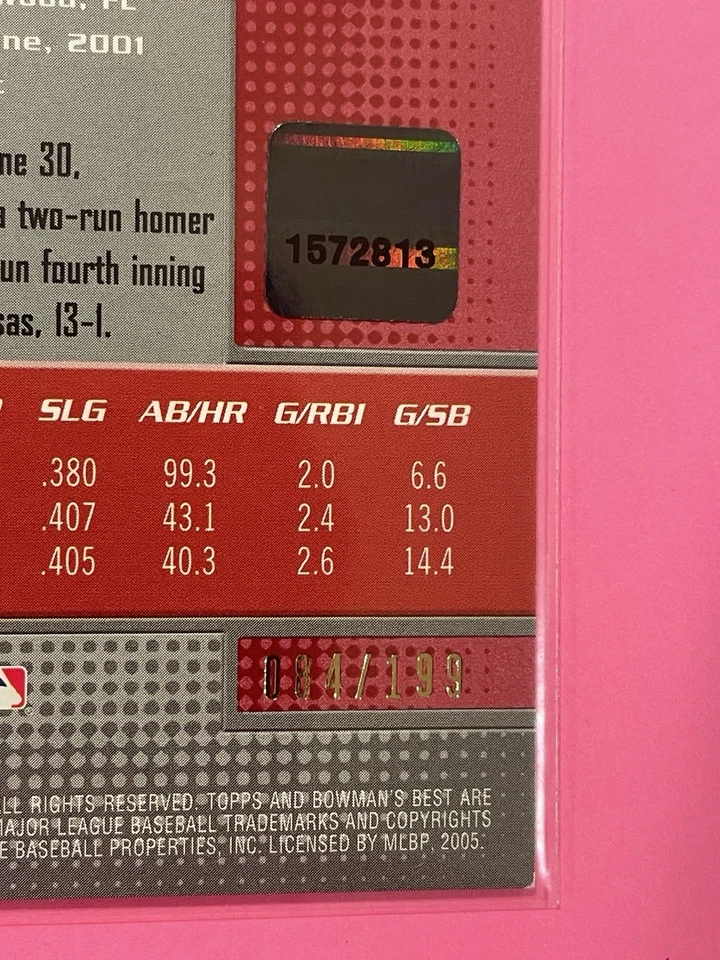 wood, FL
ne, 2001
ne 30,
a two-run homer
un fourth inning
sas, 13-1.
1572813
SLG AB/HR G/RBI G/SB
.380 99.3 2.0 6.6
.407 43.1 2.4 13.0
.405 40.3 2.6 14.4
084/199
ALL RIGHTS RESERVED. TOPPS AND BOWMAN'S BEST ARE
MAJOR LEAGUE BASEBALL TRADEMARKS AND COPYRIGHTS
E BASEBALL PROPERTIES, INC. LICENSED BY MLBP, 2005.